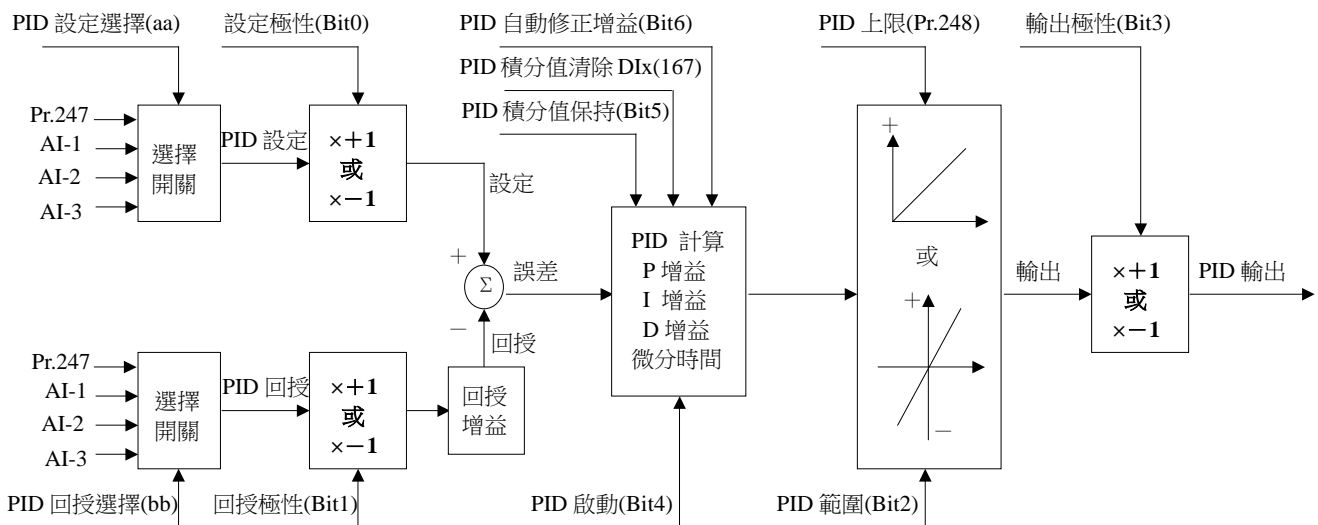 PID 設定選擇(aa)
設定極性(Bit0)
PID 自動修正增益(Bit6)
PID 上限(Pr.248)
輸出極性(Bit3)
PID 積分值清除 DIx(167)
PID 積分值保持(Bit5)
Pr.247
AI-1
AI-2
AI-3
選擇
開關
PID 設定
×+1
或
×−1
設定
+
Σ
−
誤差
回授
PID 計算
P 增益
I 增益
D 增益
微分時間
+
或
+
−
輸出
×+1
或
×−1
PID 輸出
Pr.247
AI-1
AI-2
AI-3
選擇
開關
PID 回授
×+1
或
×−1
回授
增益
PID 回授選擇(bb)
回授極性(Bit1)
PID 啟動(Bit4)
PID 範圍(Bit2)